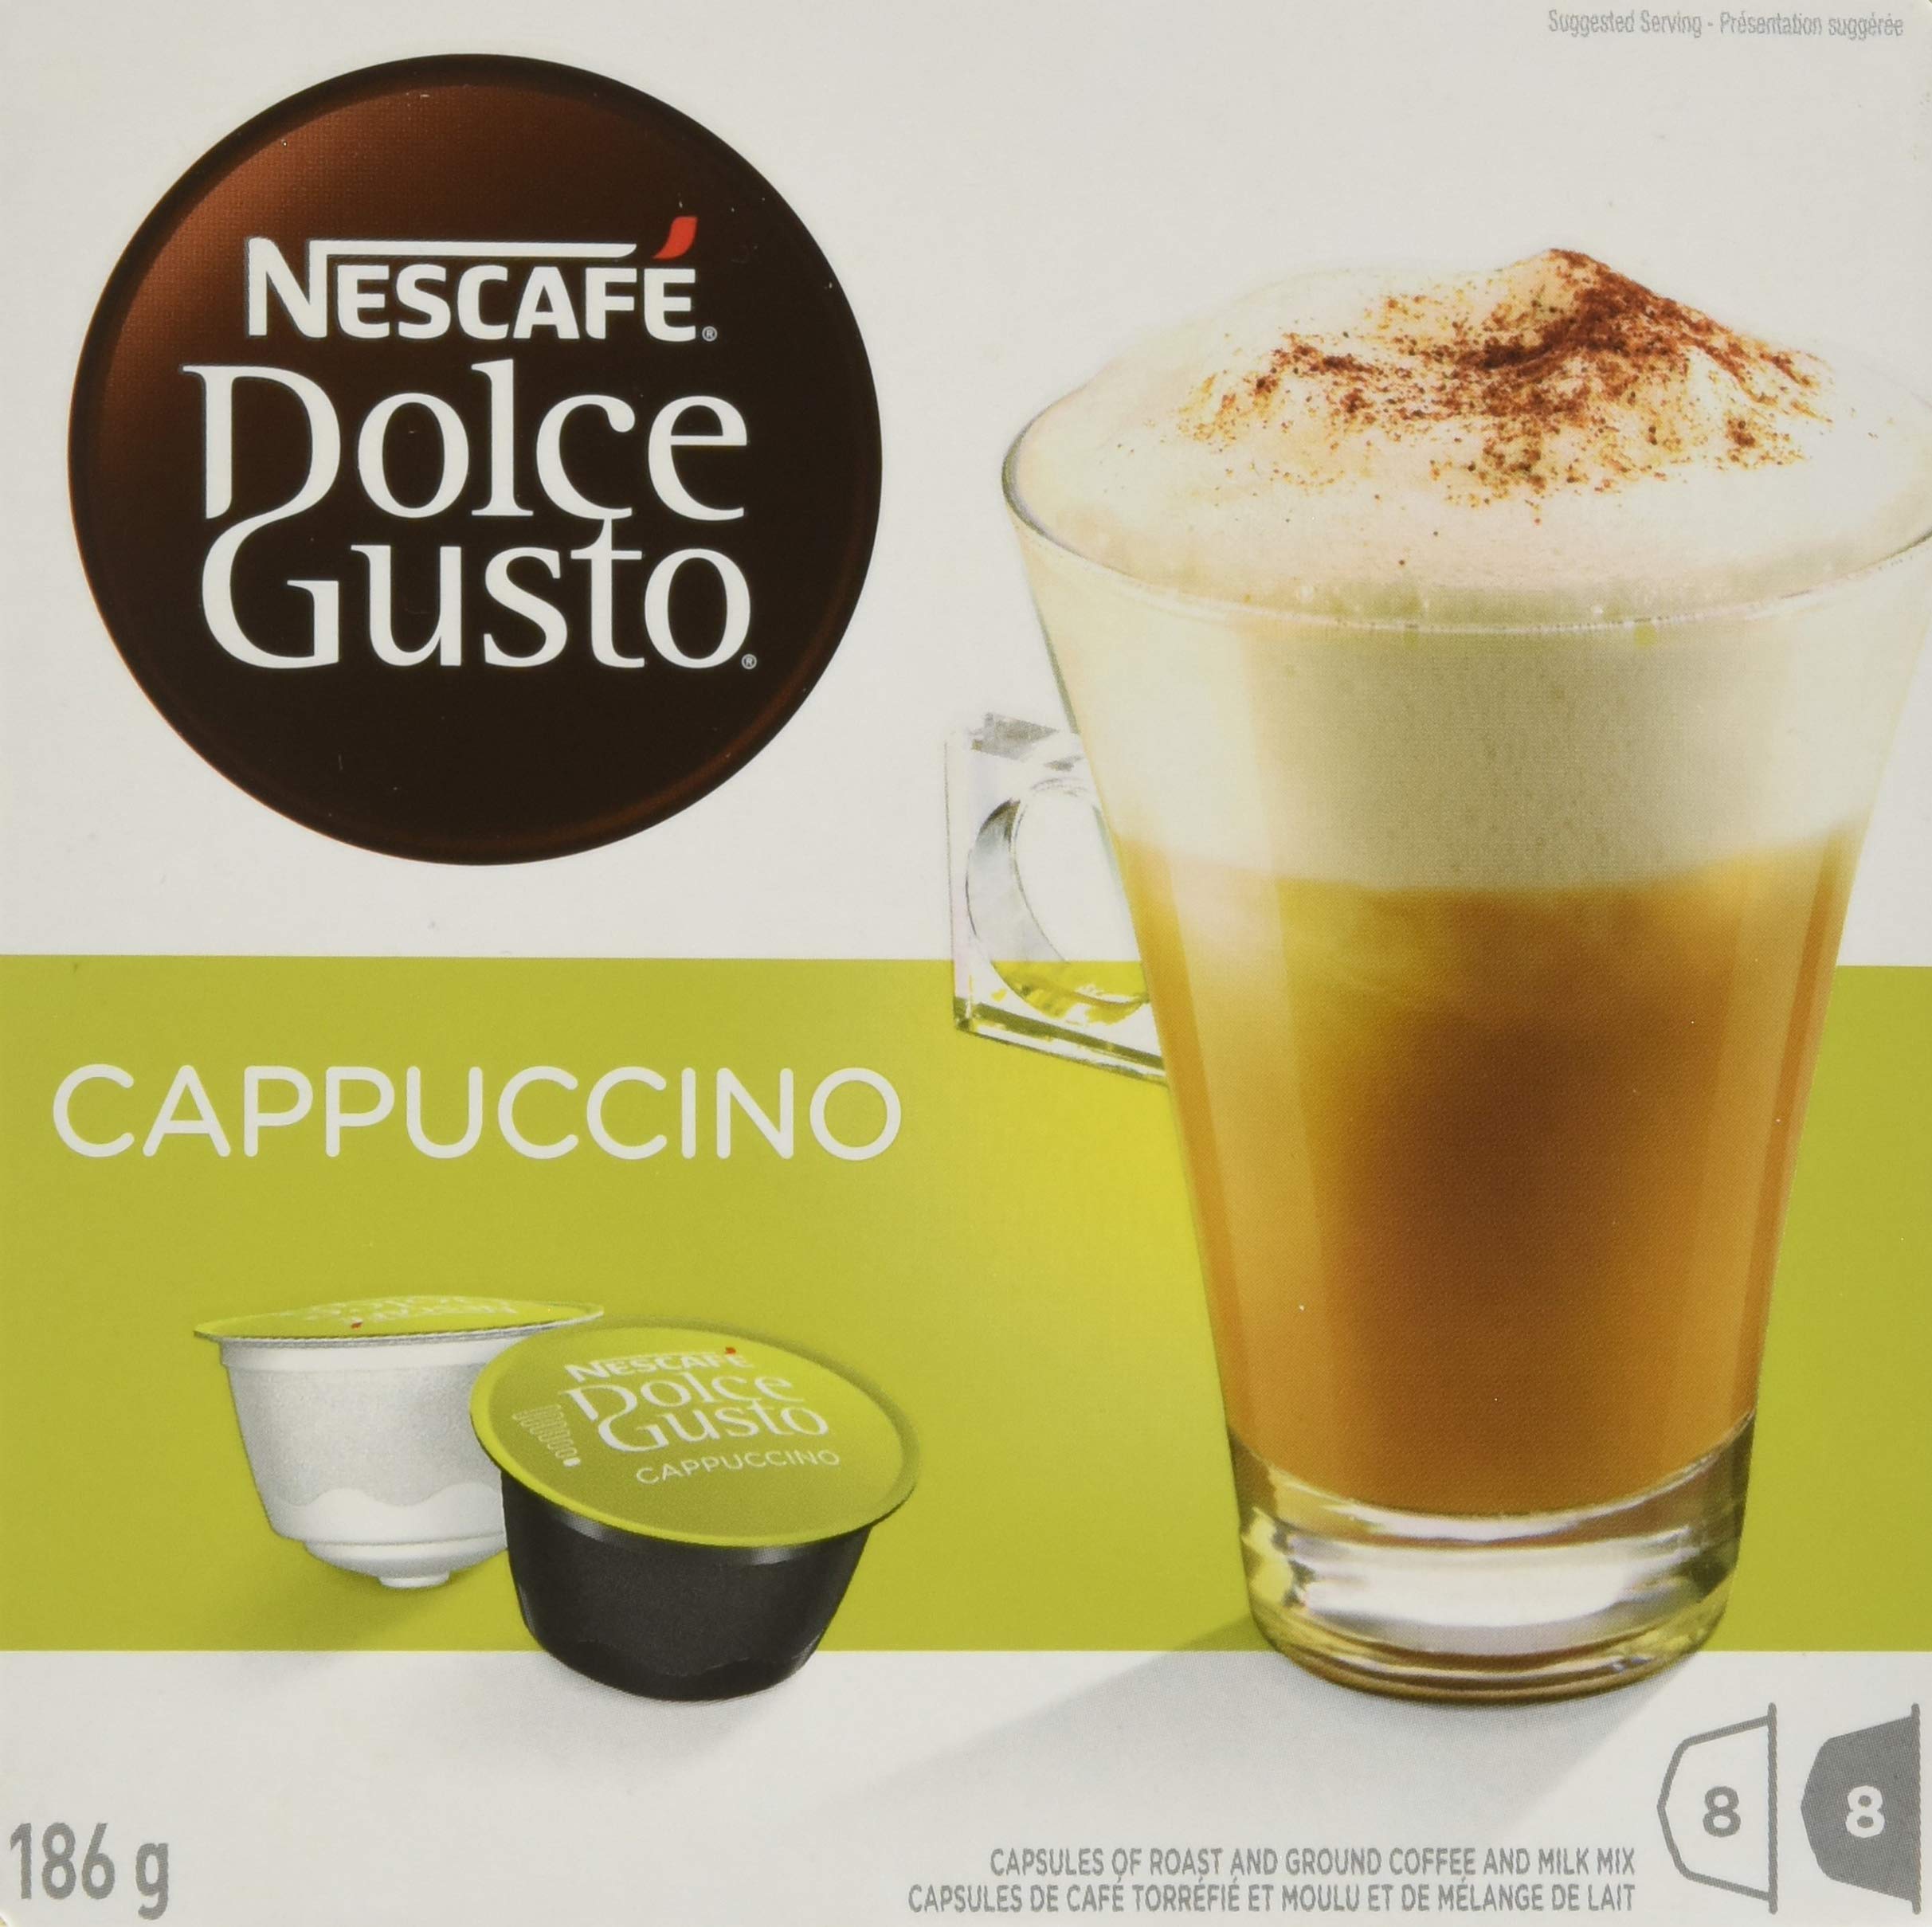 Suggested Serving - Présentation suggérée
NESCAFÉ®
Dolce
Gusto®
CAPPUCCINO
NESCAFÉ
Dolce
Gusto
CAPPUCCINO
8 8
186 g
CAPSULES OF ROAST AND GROUND COFFEE AND MILK MIX
CAPSULES DE CAFÉ TORRÉFIÉ ET MOULU ET DE MÉLANGE DE LAIT